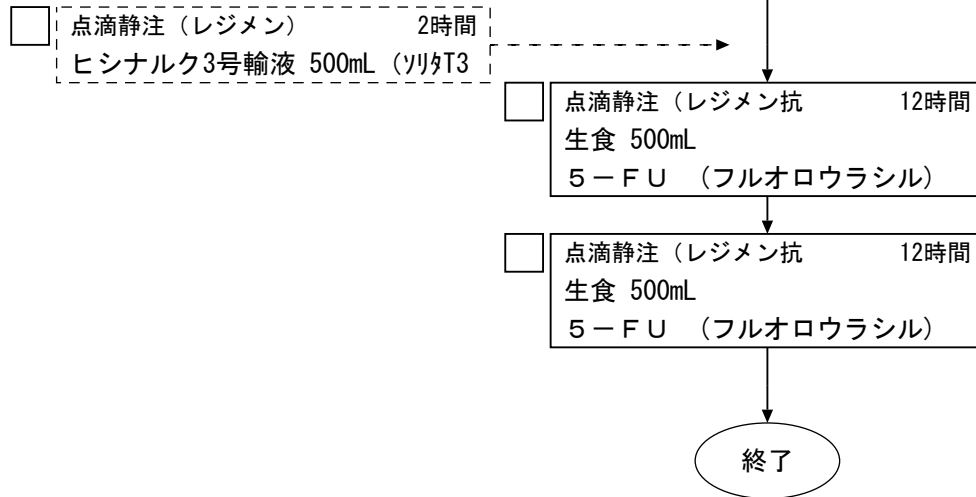 点滴静注（レジメン） 2時間
ヒシナルク3号輸液 500mL（ソリタT3
点滴静注（レジメン抗 12時間
生食 500mL
５－ＦＵ （フルオロウラシル）
点滴静注（レジメン抗 12時間
生食 500mL
５－ＦＵ （フルオロウラシル）
終了